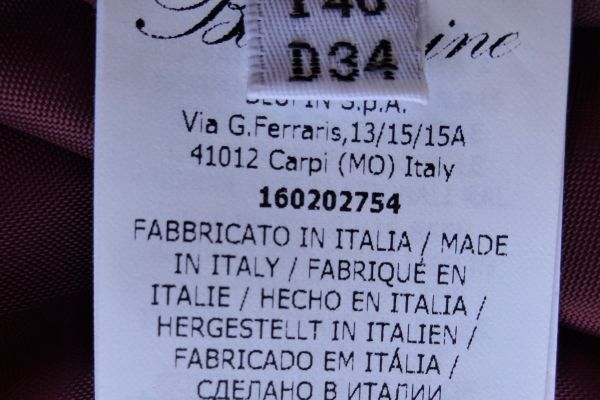 D34
S.p.A.
Via G.Ferraris,13/15/15A
41012 Carpi (MO) Italy
160202754
FABBRICATO IN ITALIA / MADE
IN ITALY / FABRIQUÉ EN
ITALIE / HECHO EN ITALIA /
HERGESTELLT IN ITALIEN /
FABRICADO EM ITÁLIA /
СДЕЛАНО В ИТАЛИИ